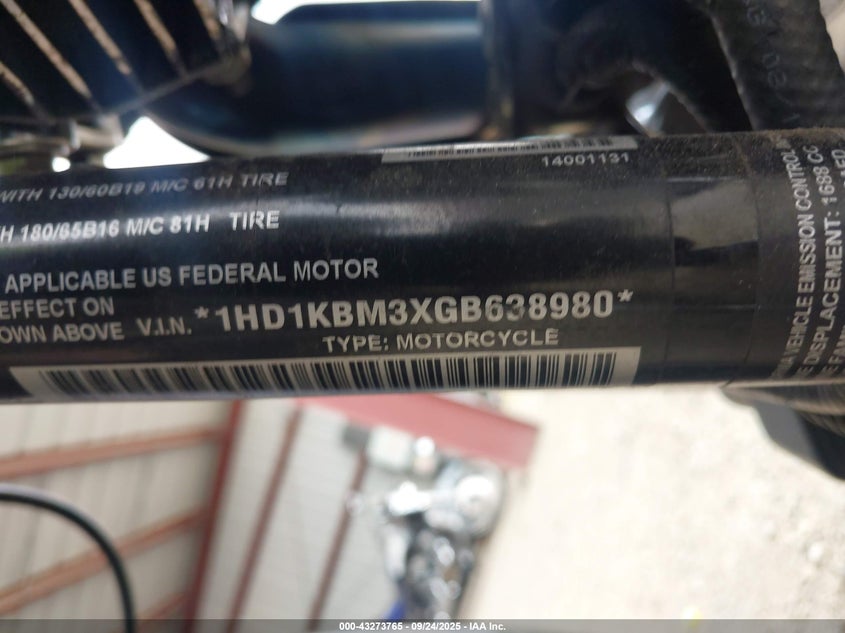 14001131
WITH 130/60B19 M/C 61H TIRE
H 180/65B16 M/C 81H TIRE
APPLICABLE US FEDERAL MOTOR
EFFECT ON
OWN ABOVE V.I.N. *1HD1KBM3XGB638980*
TYPE: MOTORCYCLE
VEHICLE EMISSION CONTROL
DISPLACEMENT: 1688 CC
000-43273765 - 09/24/2025 - IAA Inc.